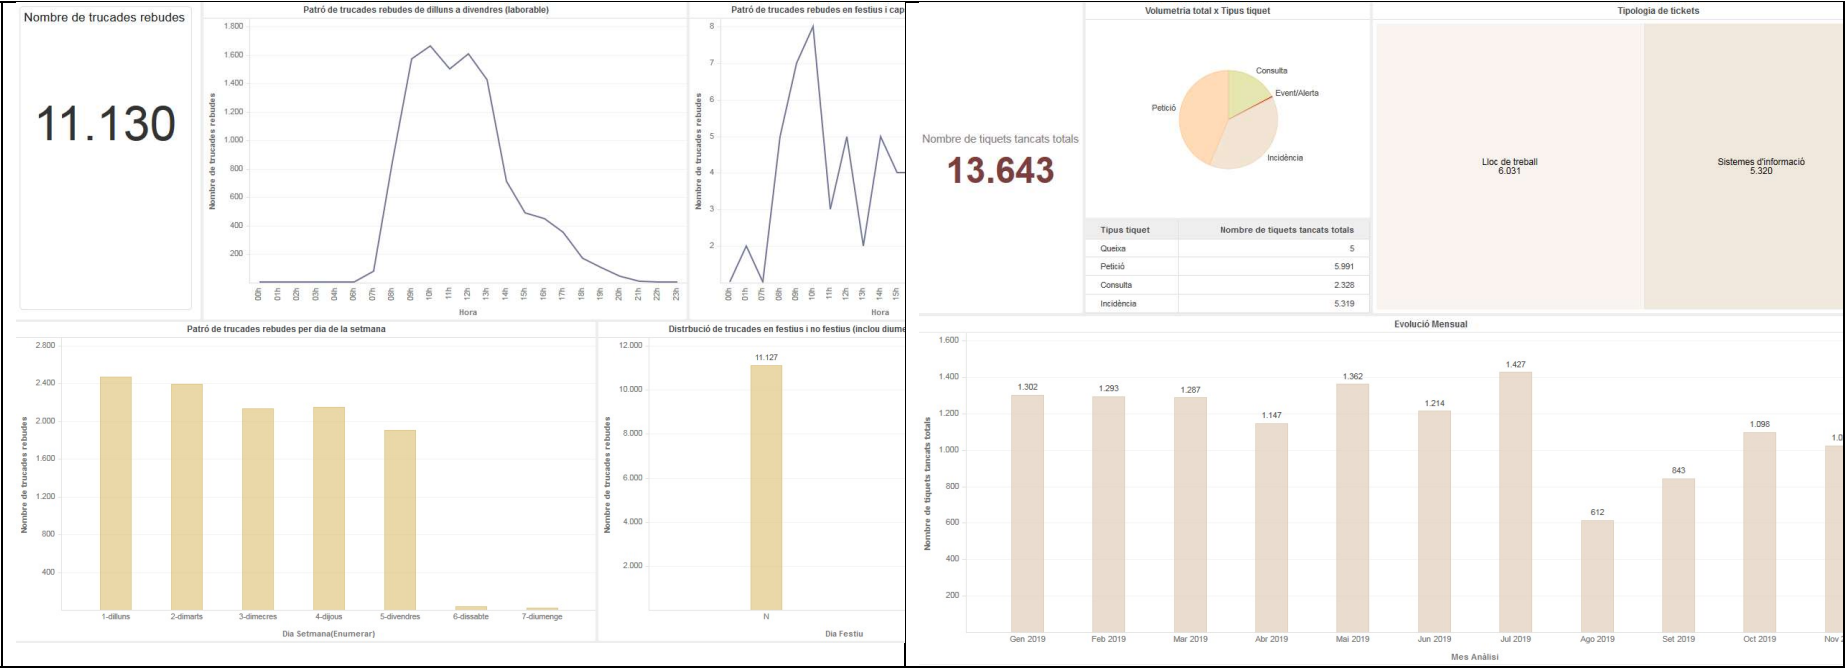 Nombre de trucades rebudes
11.130
Patró de trucades rebudes de dilluns a divendres (laborable)
Nombre de trucades rebudes
1.800
1.600
1.400
1.200
1.000
800
600
400
200
00h 01h 02h 03h 04h 06h 07h 08h 09h 10h 11h 12h 13h 14h 15h 16h 17h 18h 19h 20h 21h 22h 23h
Hora
Patró de trucades rebudes en festius i cap
Nombre de trucades rebudes
8
7
6
5
4
3
2
00h 01h 07h 08h 09h 10h 11h 12h 13h 14h 15h
Hora
Patró de trucades rebudes per dia de la setmana
Nombre de trucades rebudes
2.800
2.400
2.000
1.600
1.200
800
400
1-dilluns 2-dimarts 3-dimecres 4-dijous 5-divendres 6-dissabte 7-diumenge
Dia Setmana(Enumerar)
Distrbució de trucades en festius i no festius (inclou diume
Nombre de trucades rebudes
12.000
10.000
8.000
6.000
4.000
2.000
11.127
N
Dia Festiu
Nombre de tiquets tancats totals
13.643
Volumetria total x Tipus tiquet
Consulta
Event/Alerta
Petició
Incidència
Tipus tiquet Nombre de tiquets tancats totals
Queixa 5
Petició 5.991
Consulta 2.328
Incidència 5.319
Tipologia de tickets
Lloc de treball
6.031
Sistemes d'informació
5.320
Evolució Mensual
Nombre de tiquets tancats totals
1.600
1.400
1.200
1.000
800
600
400
200
1.302 1.293 1.287 1.147 1.362 1.214 1.427 612 843 1.098 1.0
Gen 2019 Feb 2019 Mar 2019 Abr 2019 Mai 2019 Jun 2019 Jul 2019 Ago 2019 Set 2019 Oct 2019 Nov
Mes Anàlisi